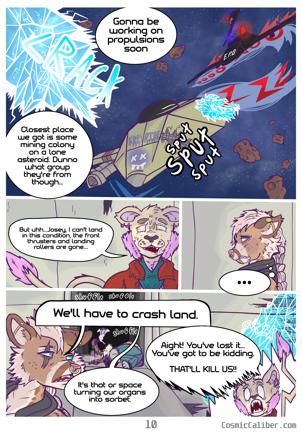 Gonna be
working on
propulsions
soon
CRACK
Closest place
we got is some
mining colony
on a lone
asteroid. Dunno
what group
they're from
though...
Sput
Sput
Sput
But uhh...Josey, I can't land
in this condition, the front
thrusters and landing
rollers are gone...
...
shuffle shuffle
We'll have to crash land.
shuffle
It's that or space
turning our organs
into sorbet.
Aigh!! You've lost it...
You've got to be kidding.
THAT'LL KILL US!!
10
CosmicCaliber.com